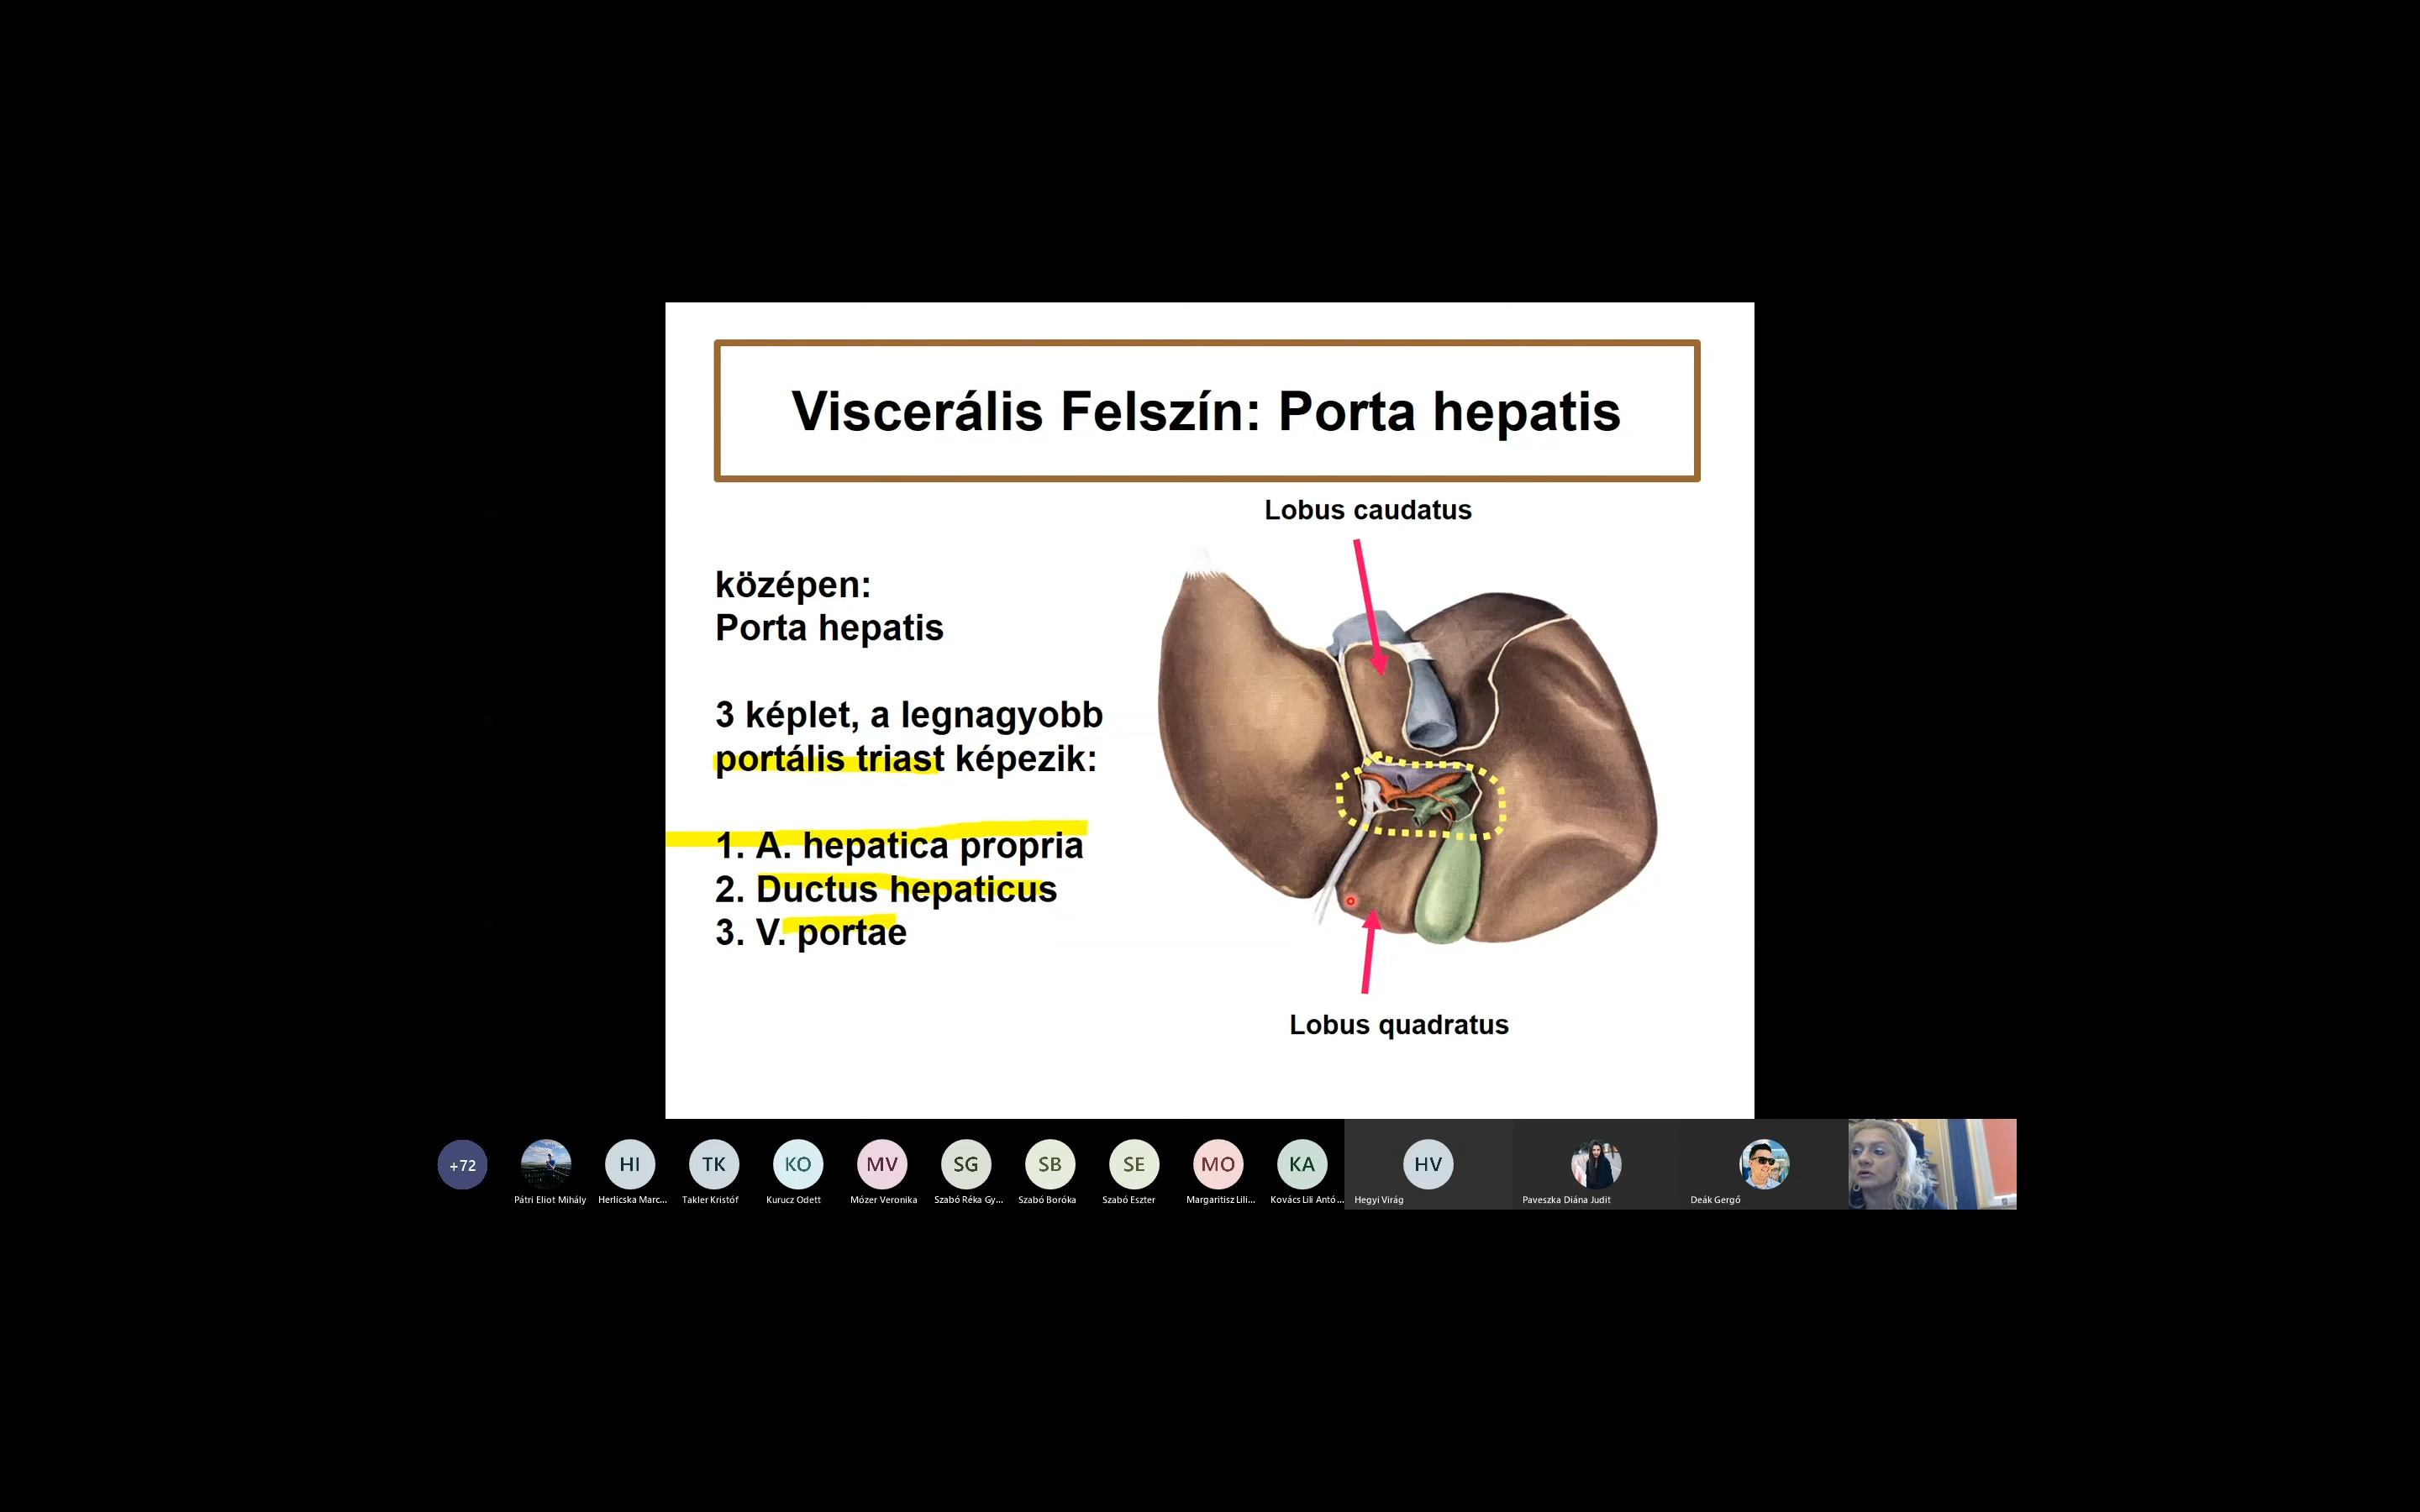 Viscerális Felszín: Porta hepatis
Lobus caudatus
középen:
Porta hepatis
3 képlet, a legnagyobb
portális triast képezik:
1. A. hepatica propria
2. Ductus hepaticus
3. V. portae
Lobus quadratus
+72
HI
TK
KO
MV
SG
SB
SE
MO
KA
HV
Pátri Eliot Mihály
Herlicska Marc...
Takler Kristóf
Kurucz Odett
Mózer Veronika
Szabó Réka Gy...
Szabó Boróka
Szabó Eszter
Margaritisz Lili...
Kovács Lili Antó...
Hegyi Virág
Paveszka Diána Judit
Deák Gergő